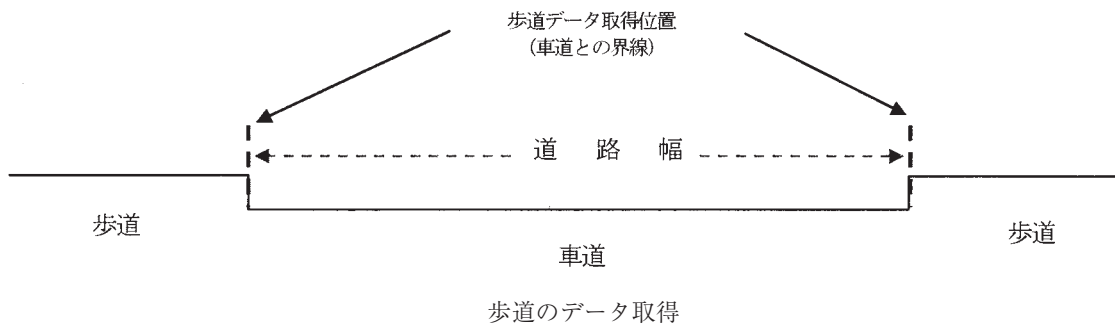 歩道データ取得位置
(車道との界線)
道 路 幅
歩道
歩道
車道
歩道のデータ取得